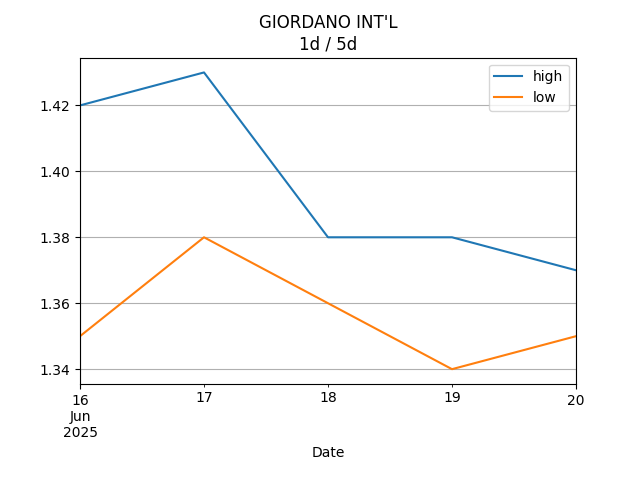 GIORDANO INT'L
1d / 5d
high
low
1.42
1.40
1.38
1.36
1.34
16 17 18 19 20
Jun
2025
Date